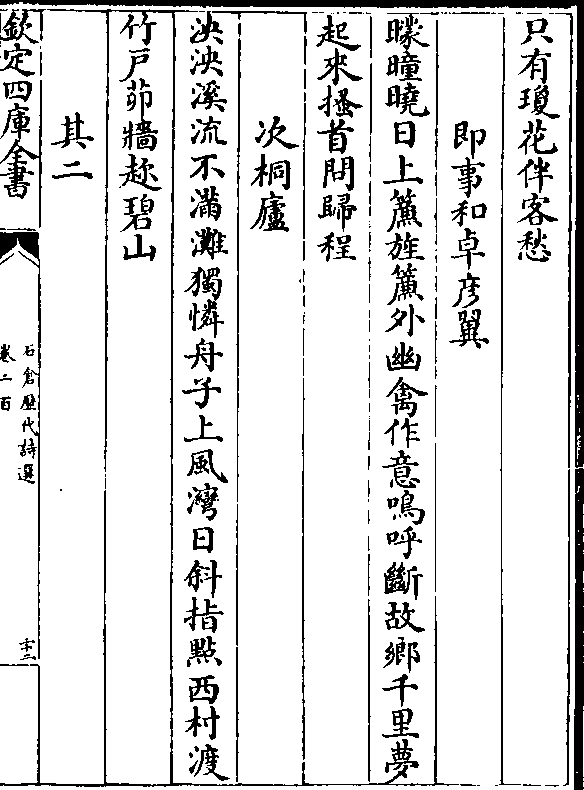 只有瓊花伴客愁
即事和卓彦翼
曚曈曉日上簾旌簾外幽禽作意鳴呼斷故鄉千里夢
起來搔首問歸程
次桐廬
泱泱溪流不滿灘獨憐舟子上風灣日斜指點西村渡
竹戸茆牆趂碧山
其二
欽定四庫全書
石倉歴代詩選
卷二百
十二